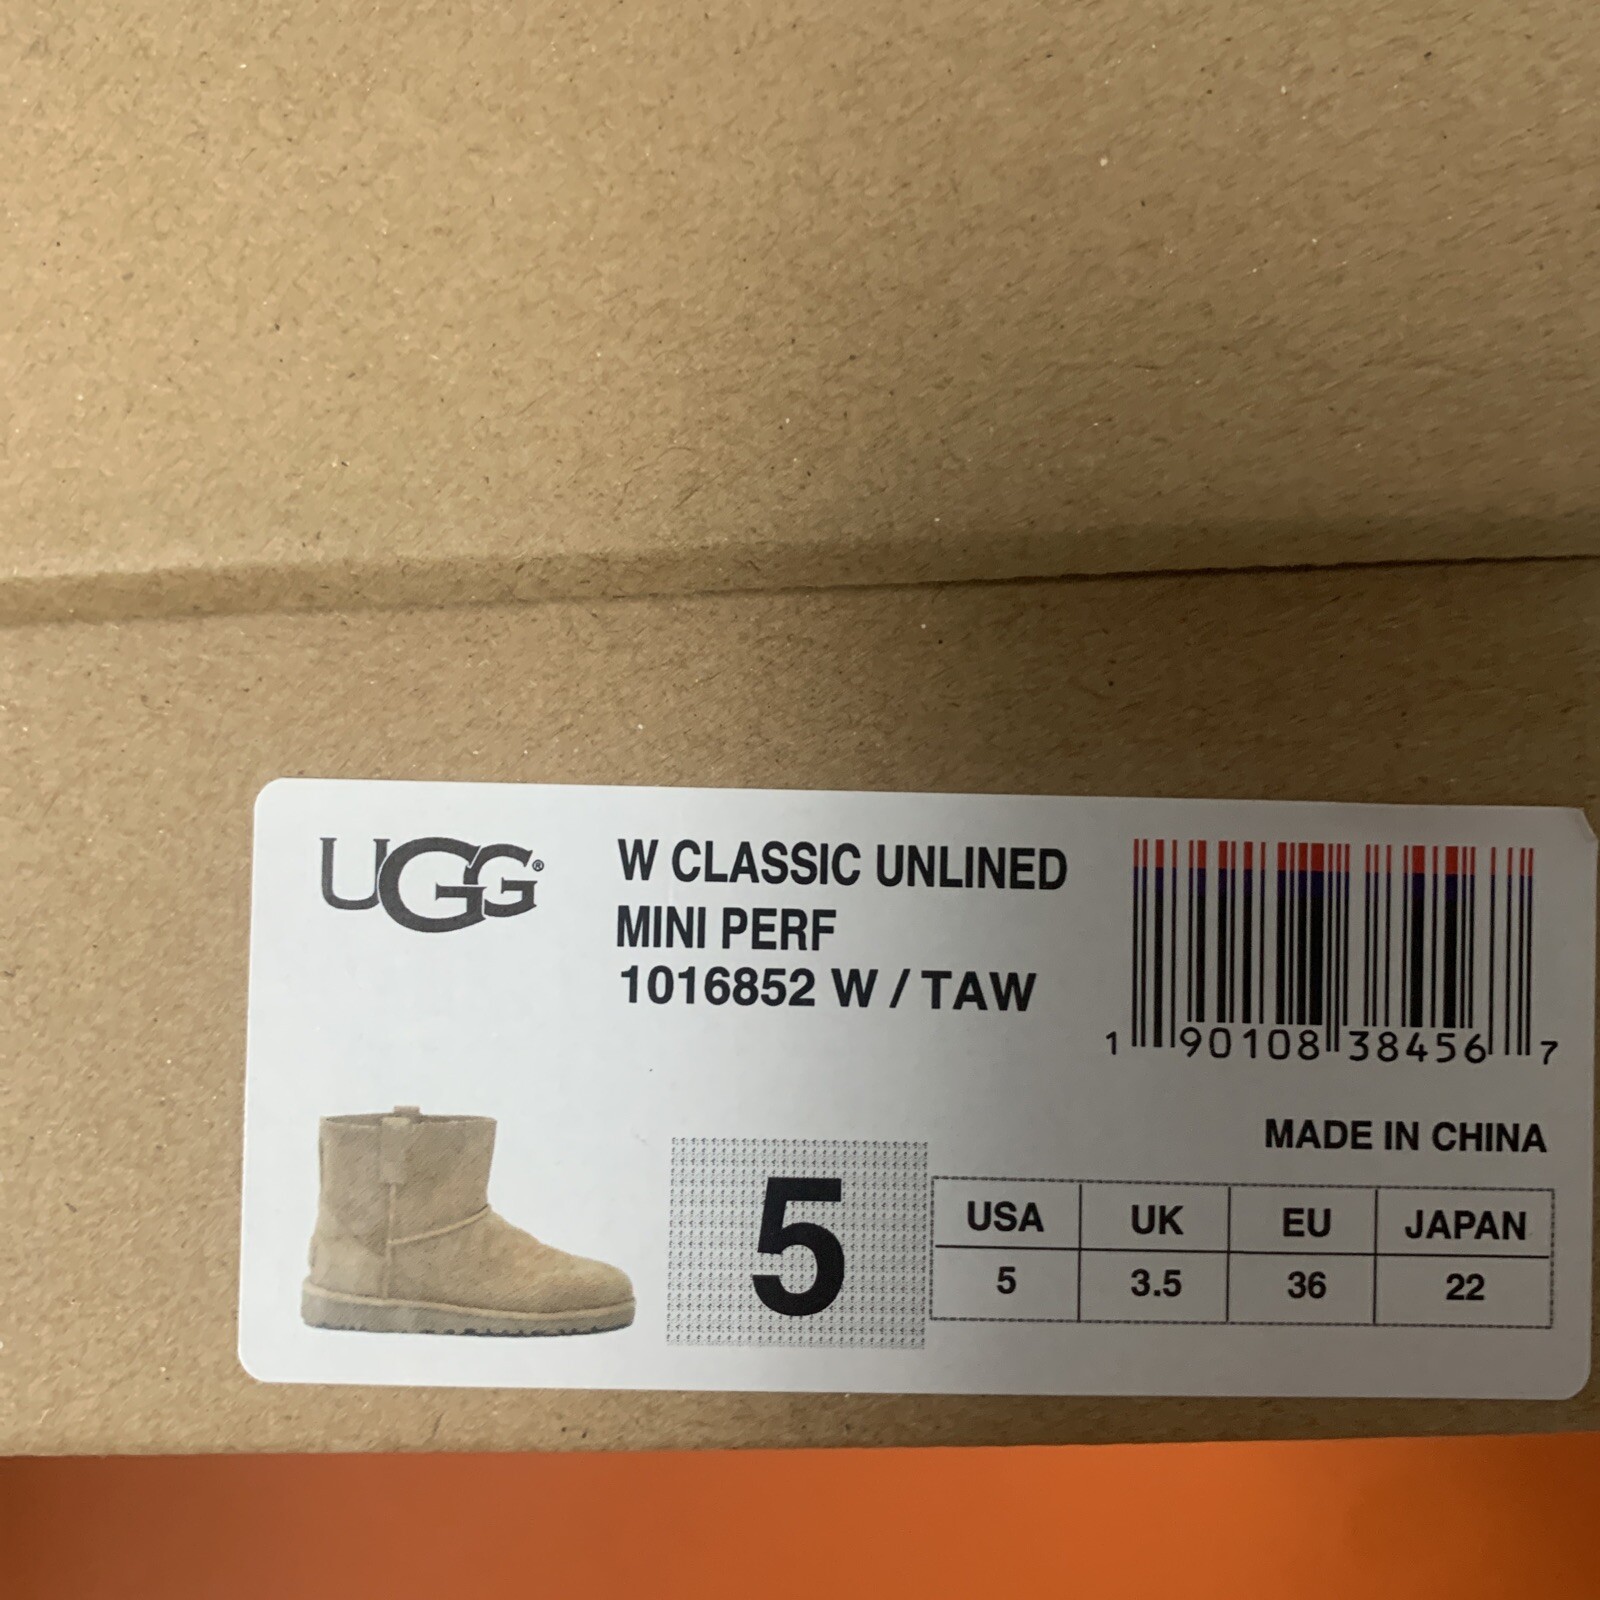 UGG®
W CLASSIC UNLINED
MINI PERF
1016852 W / TAW
1 90108 38456 7
MADE IN CHINA
5
USA UK EU JAPAN
5 3.5 36 22